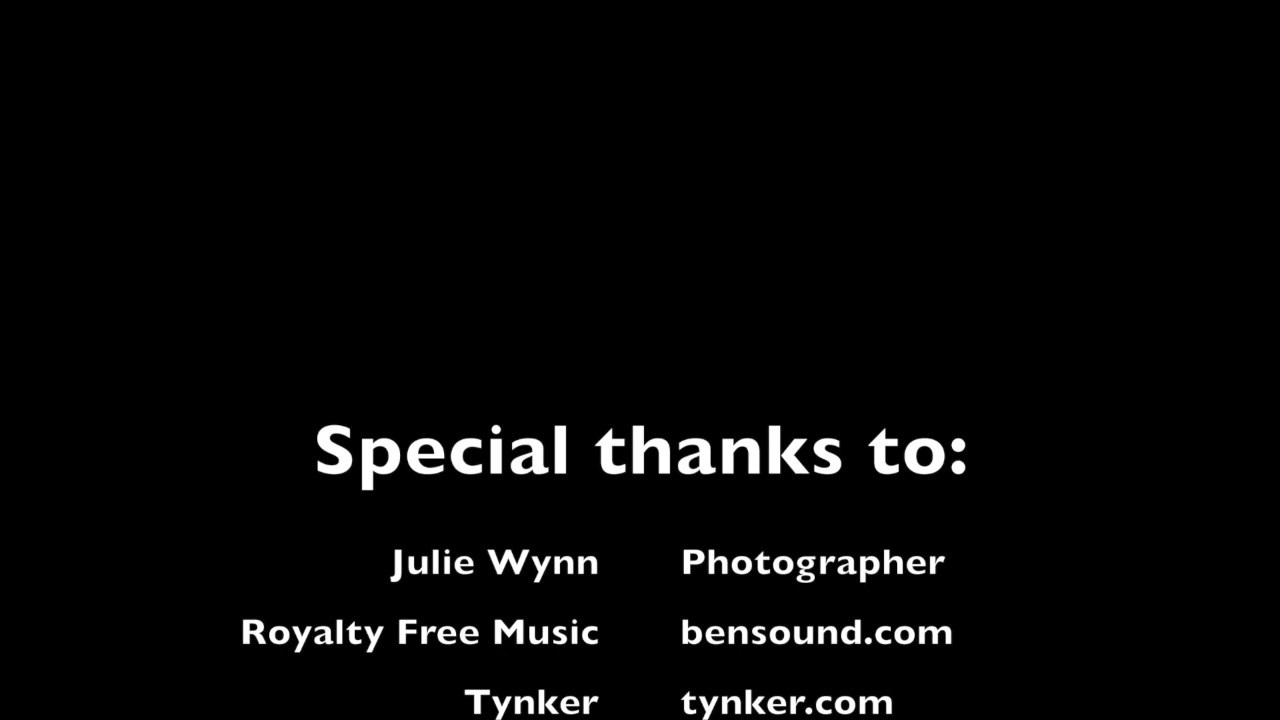 Special thanks to:
Julie Wynn Photographer
Royalty Free Music bensound.com
Tynker tynker.com